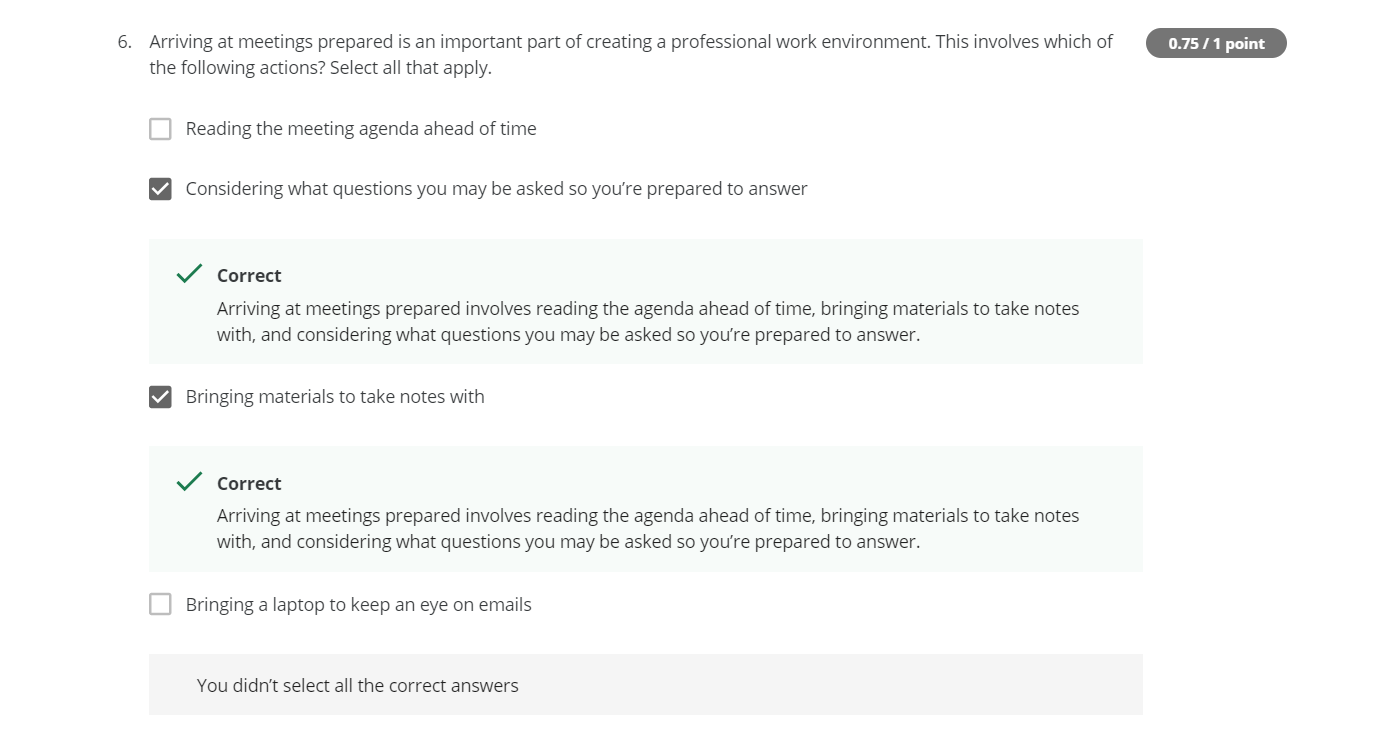 6. Arriving at meetings prepared is an important part of creating a professional work environment. This involves which of
the following actions? Select all that apply.
0.75 / 1 point
Reading the meeting agenda ahead of time
Considering what questions you may be asked so you’re prepared to answer
Correct
Arriving at meetings prepared involves reading the agenda ahead of time, bringing materials to take notes
with, and considering what questions you may be asked so you’re prepared to answer.
Bringing materials to take notes with
Correct
Arriving at meetings prepared involves reading the agenda ahead of time, bringing materials to take notes
with, and considering what questions you may be asked so you’re prepared to answer.
Bringing a laptop to keep an eye on emails
You didn’t select all the correct answers